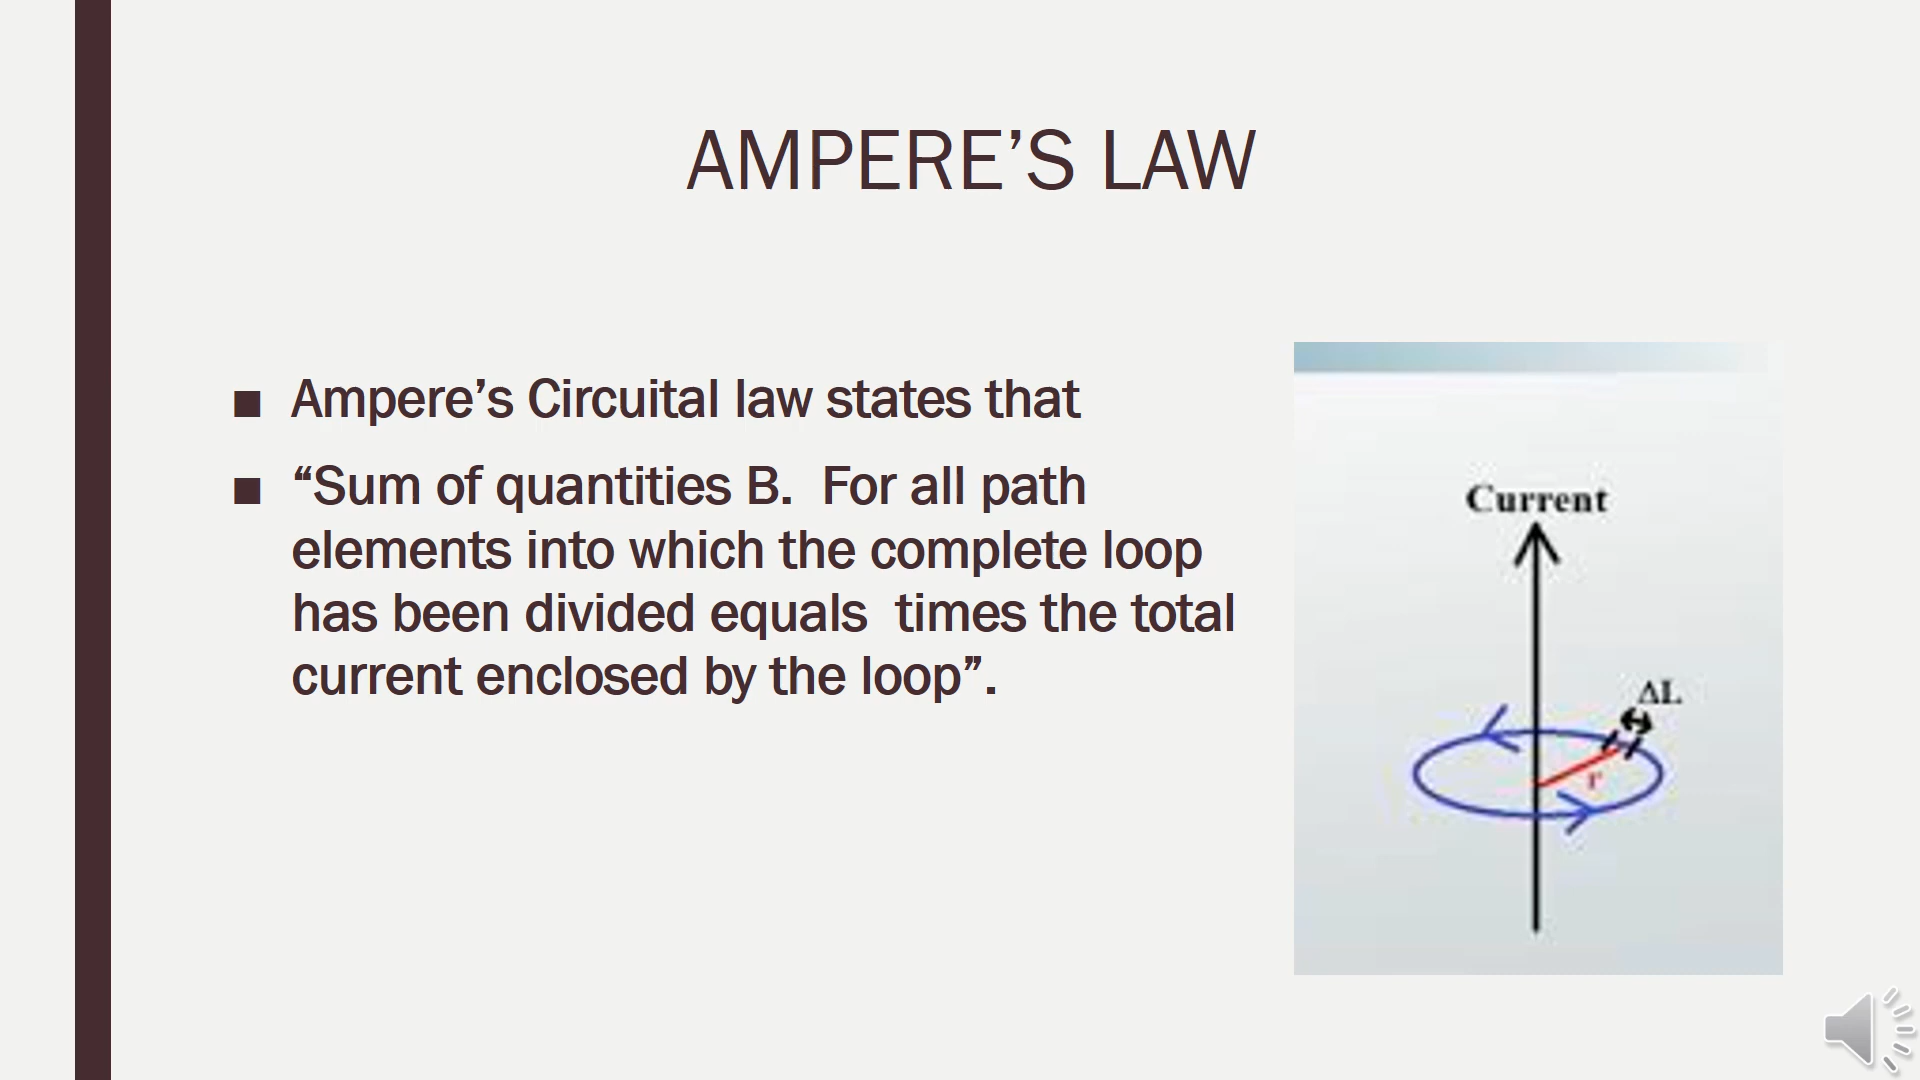 AMPERE’S LAW
■ Ampere’s Circuital law states that
■ “Sum of quantities B.  For all path
elements into which the complete loop
has been divided equals  times the total
current enclosed by the loop”.
Current
ΔL
r